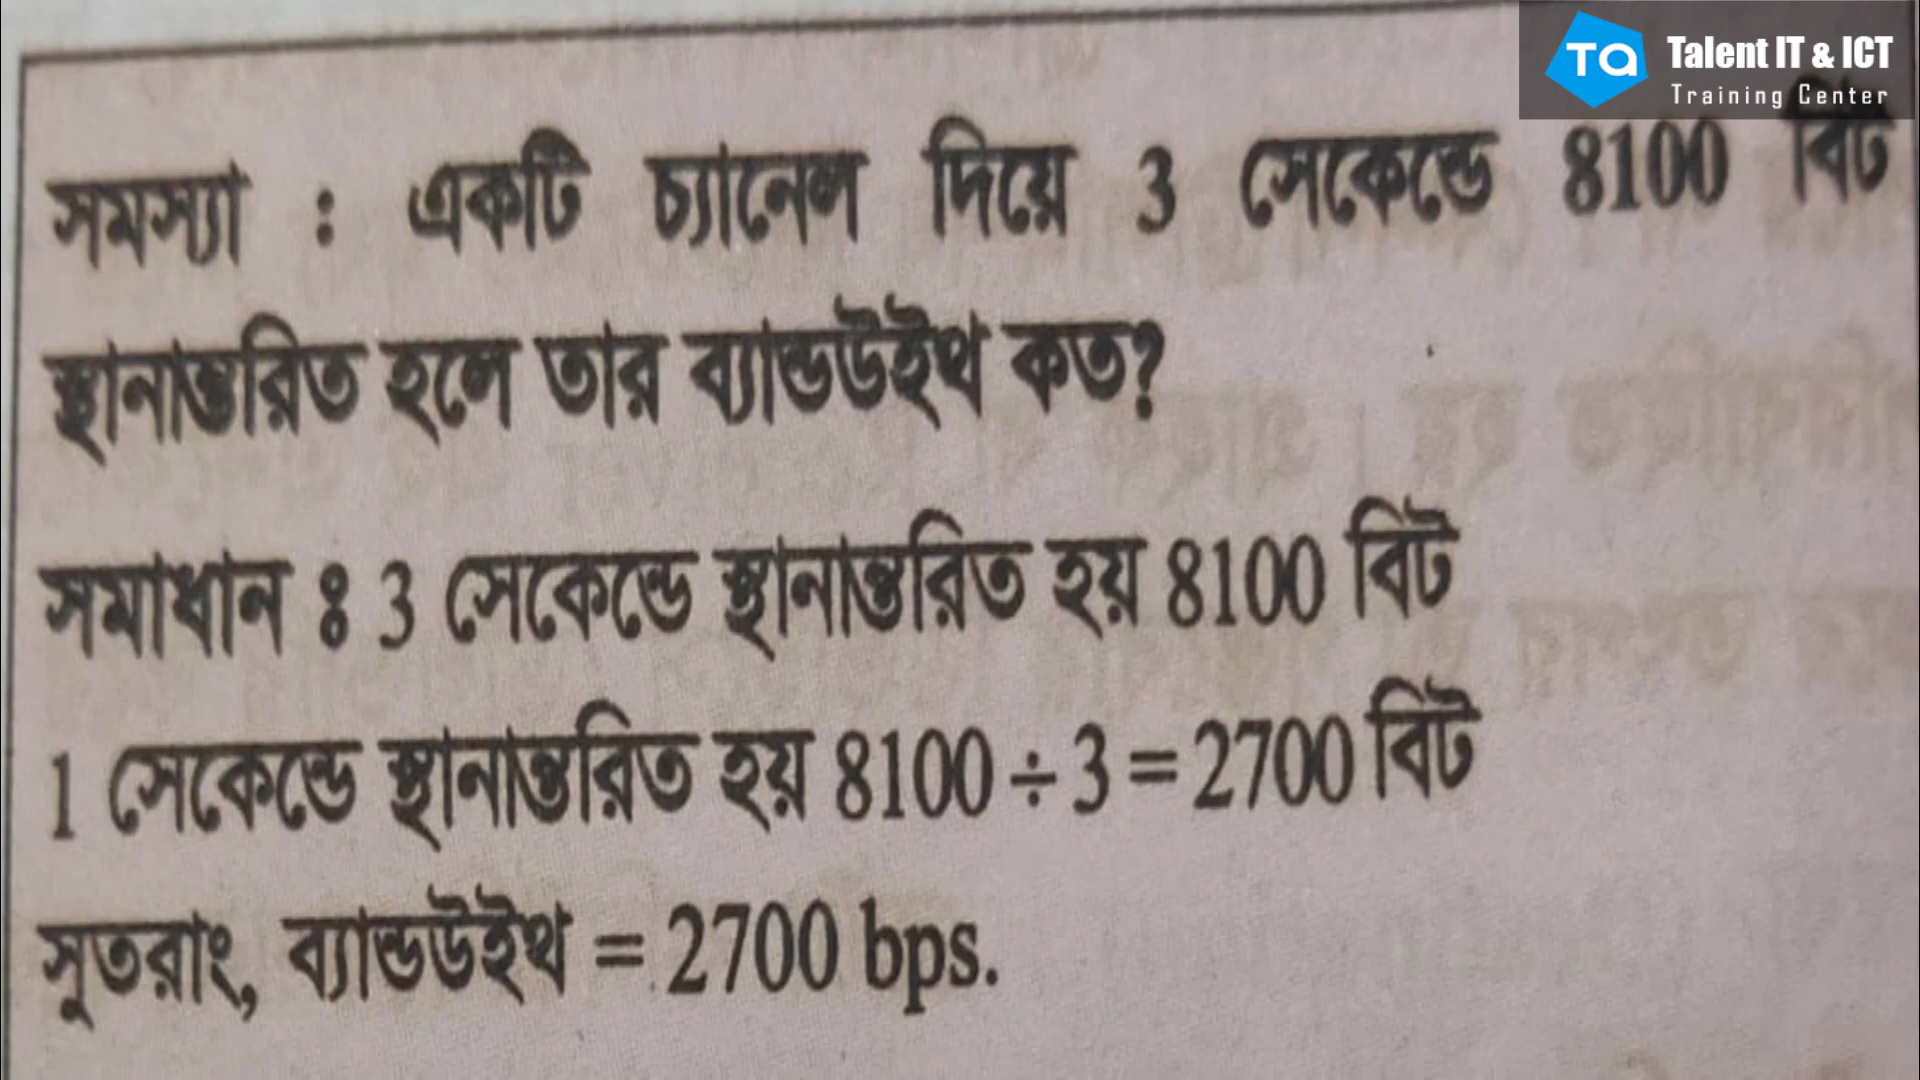 Ta Talent IT & ICT
Training Center
সমস্যা : একটি চ্যানেল দিয়ে 3 সেকেন্ডে 8100 বিট
স্থানান্তরিত হলে তার ব্যান্ডউইথ কত?
সমাধান ঃ 3 সেকেন্ডে স্থানান্তরিত হয় 8100 বিট
1 সেকেন্ডে স্থানান্তরিত হয় 8100 ÷ 3 = 2700 বিট
সুতরাং, ব্যান্ডউইথ = 2700 bps.